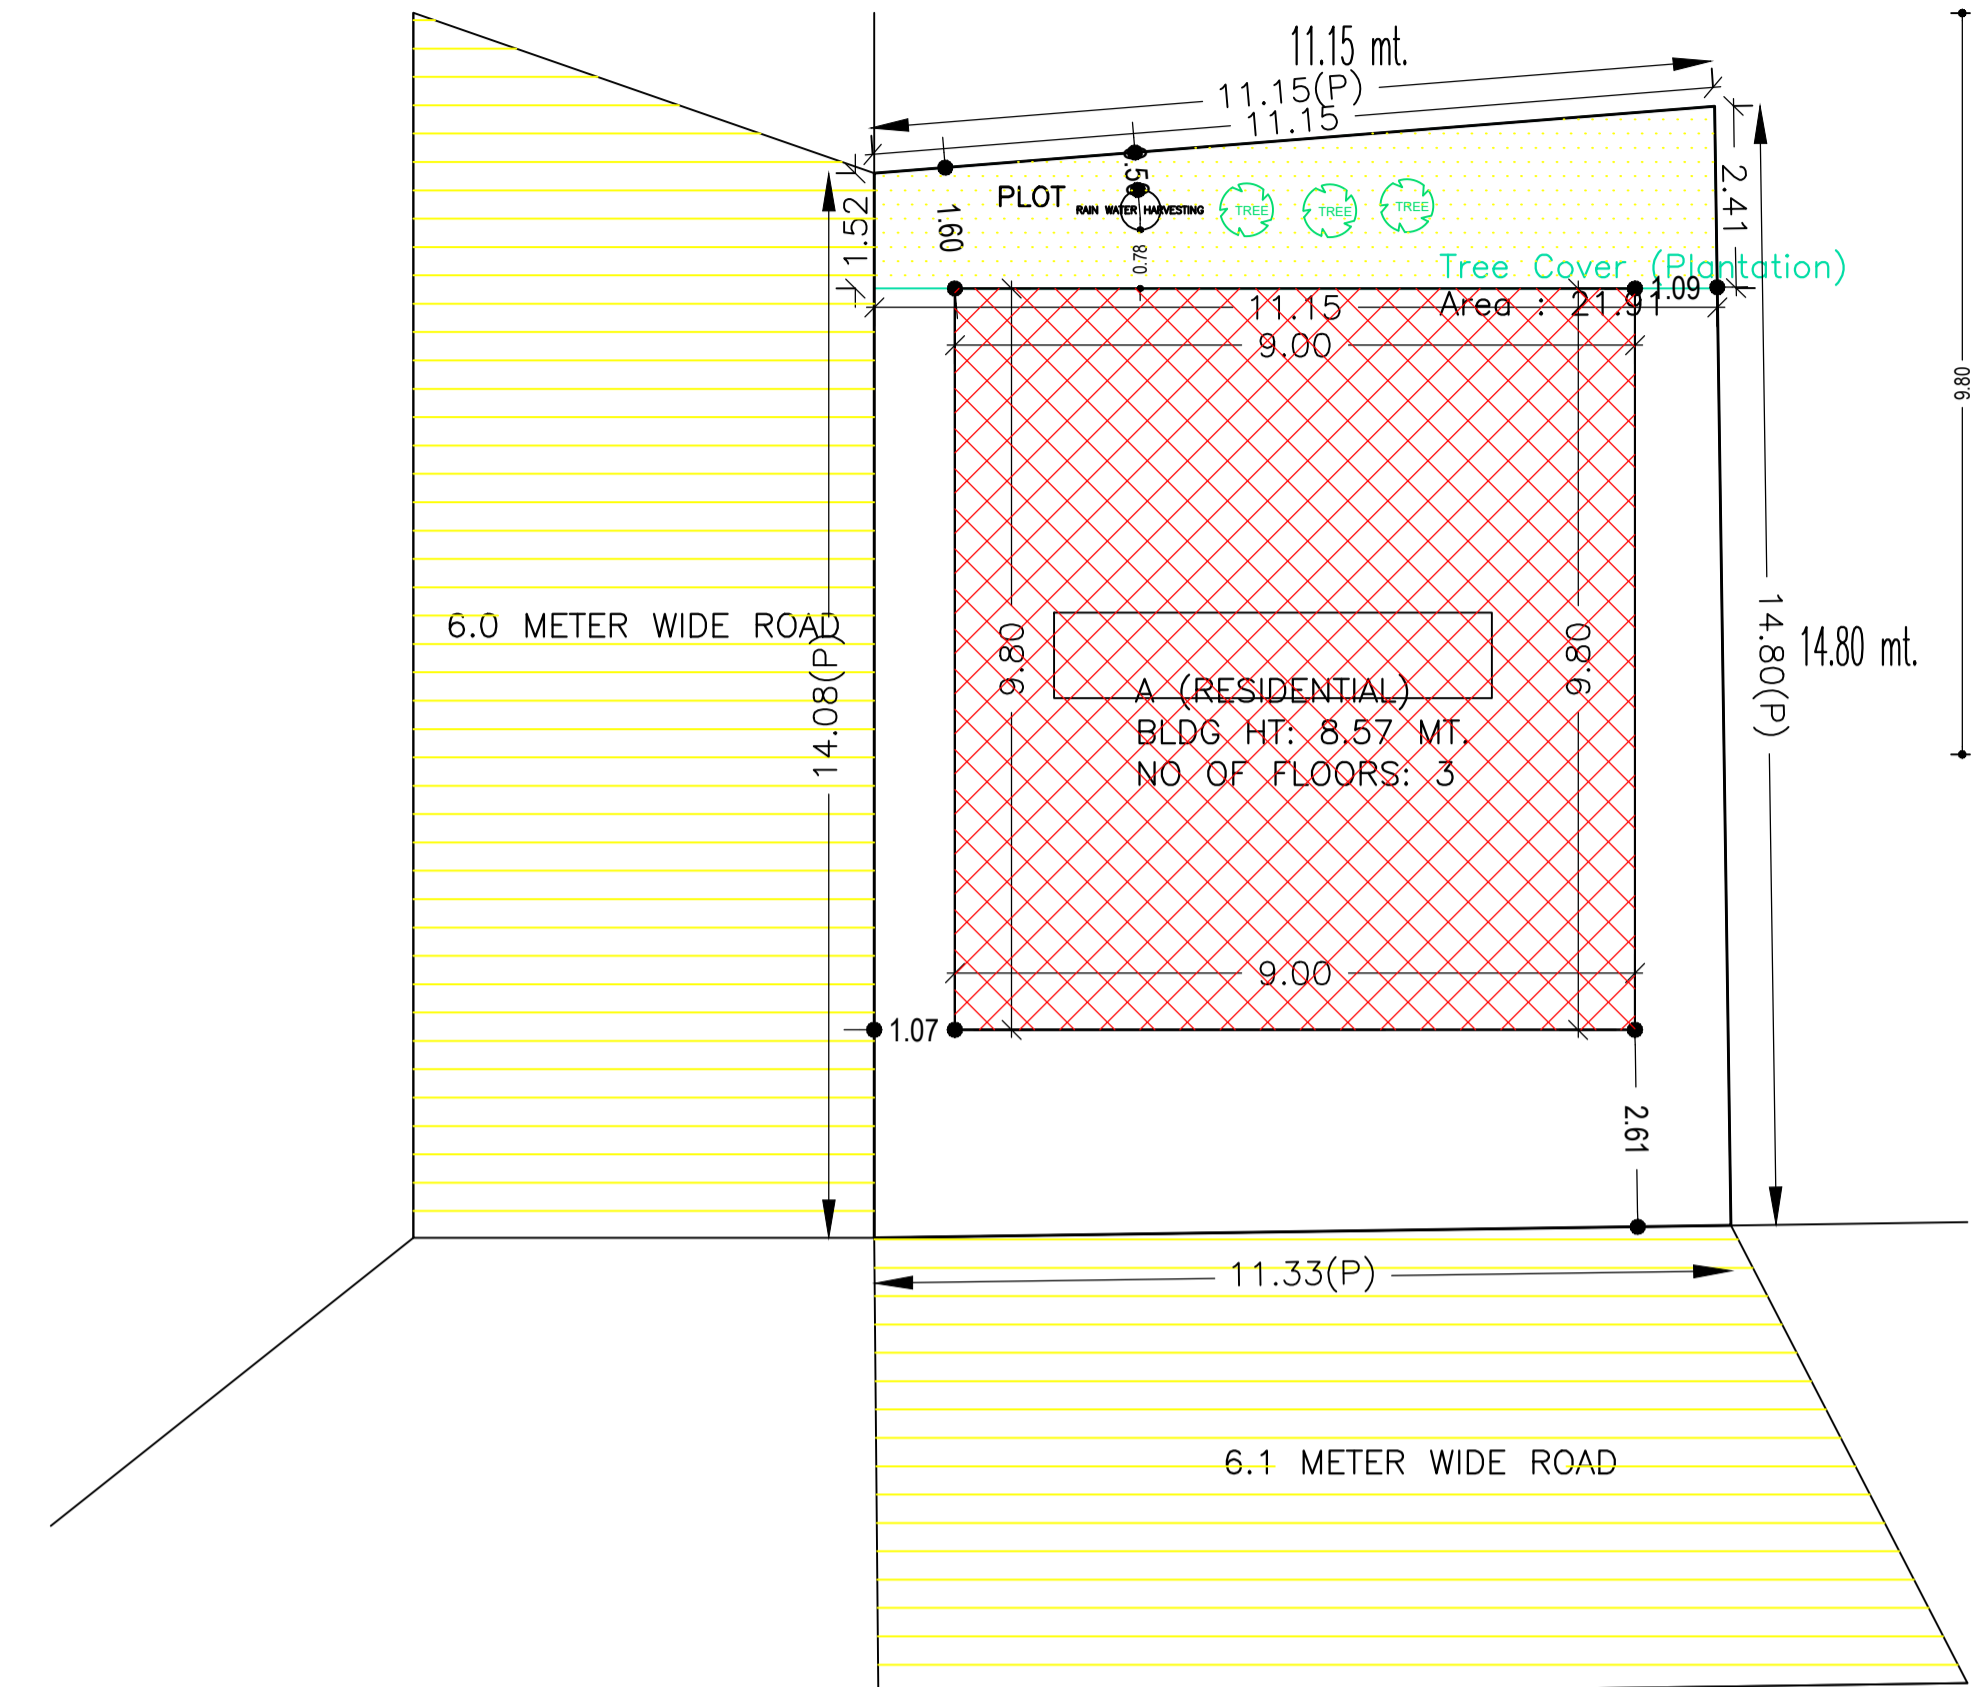 11.15 mt.
11.15(P)
11.15
PLOT
RAIN WATER HARVESTING
TREE
TREE
TREE
1.52
1.60
0.78
2.41
Tree Cover (Plantation)
Area : 21.91
1.09
11.15
9.00
9.80
6.0 METER WIDE ROAD
14.08(P)
9.80
9.80
14.80(P)
14.80 mt.
A (RESIDENTIAL)
BLDG HT: 8.57 MT.
NO OF FLOORS: 3
9.00
1.07
2.61
11.33(P)
6.1 METER WIDE ROAD